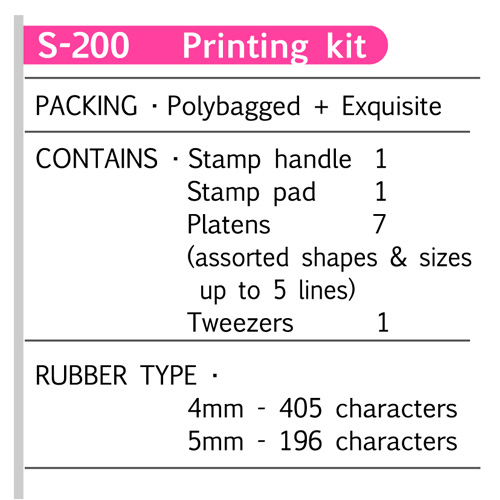 S-200 Printing kit
PACKING · Polybagged + Exquisite
CONTAINS · Stamp handle 1
Stamp pad 1
Platens 7
(assorted shapes & sizes
up to 5 lines)
Tweezers 1
RUBBER TYPE ·
4mm - 405 characters
5mm - 196 characters